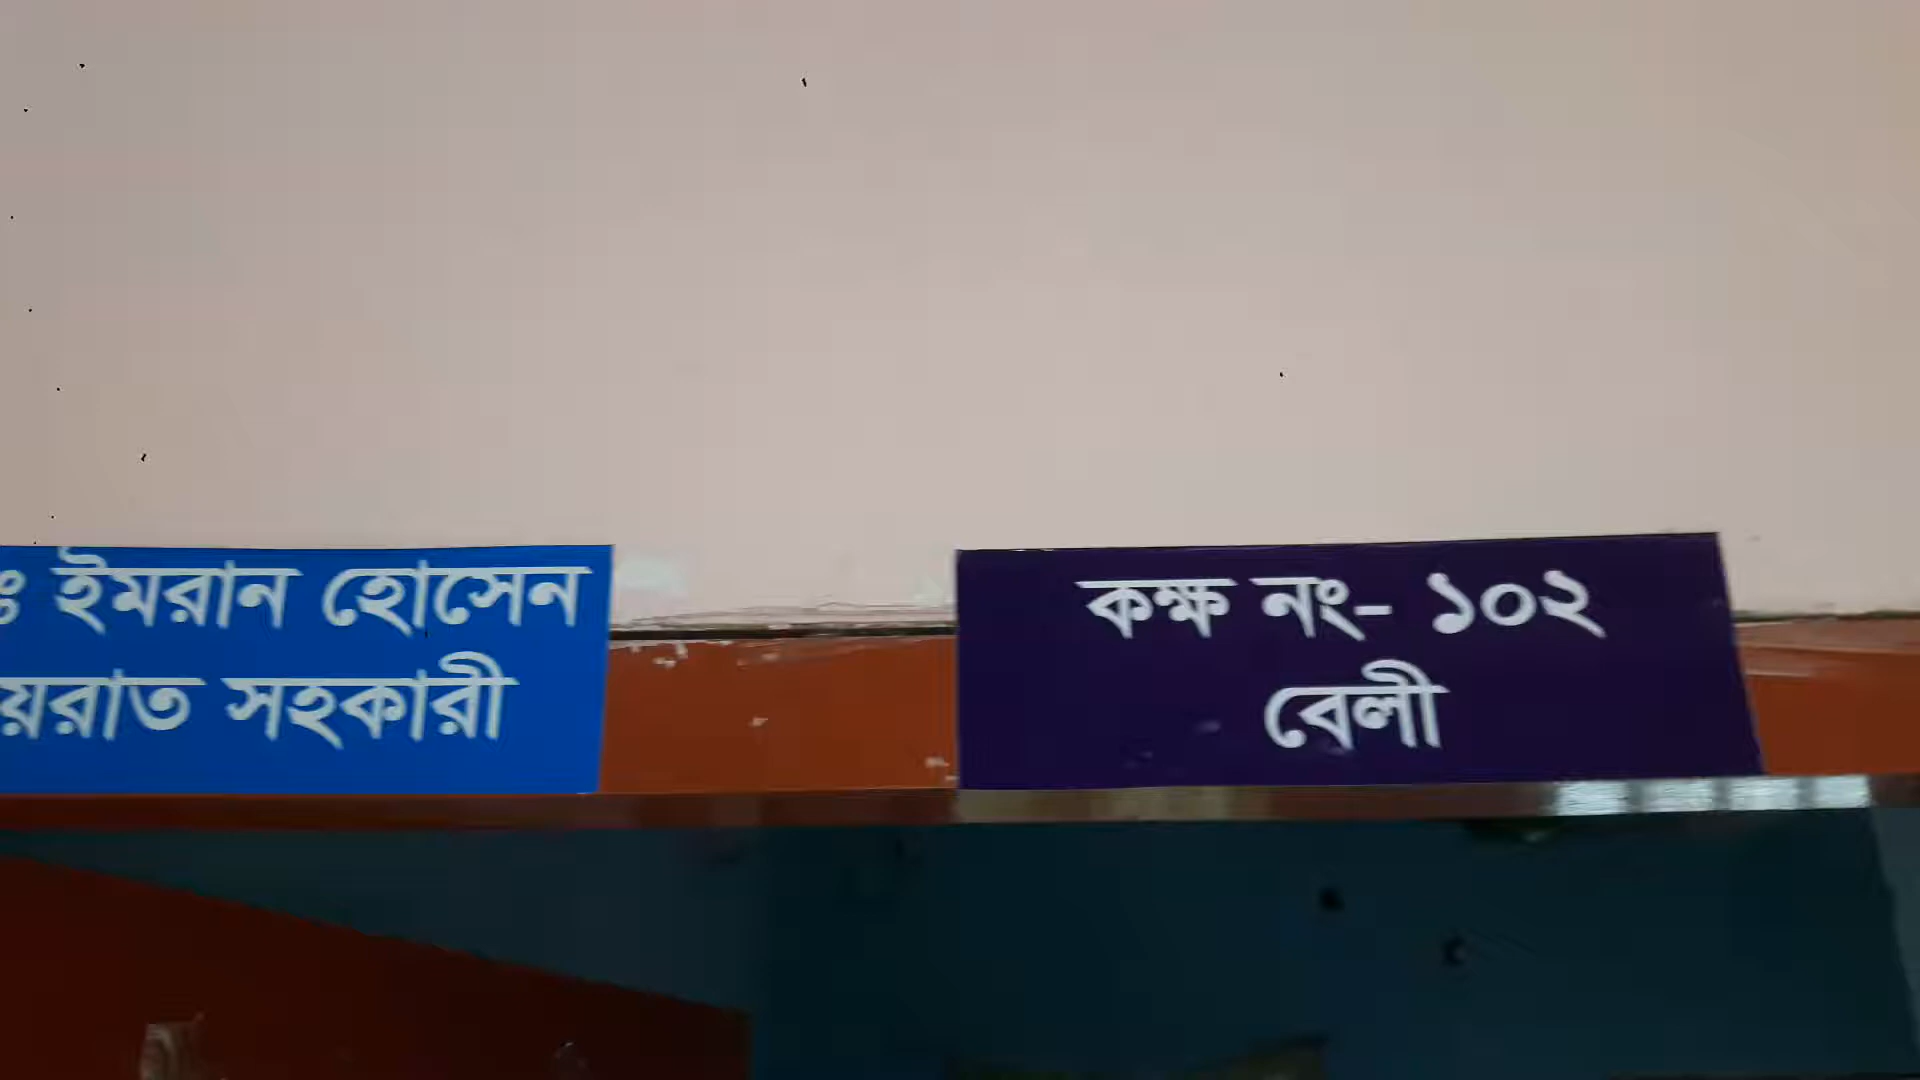 ইমরান হোসেন
সহকারী
কক্ষ নং- ১০২
বেলী